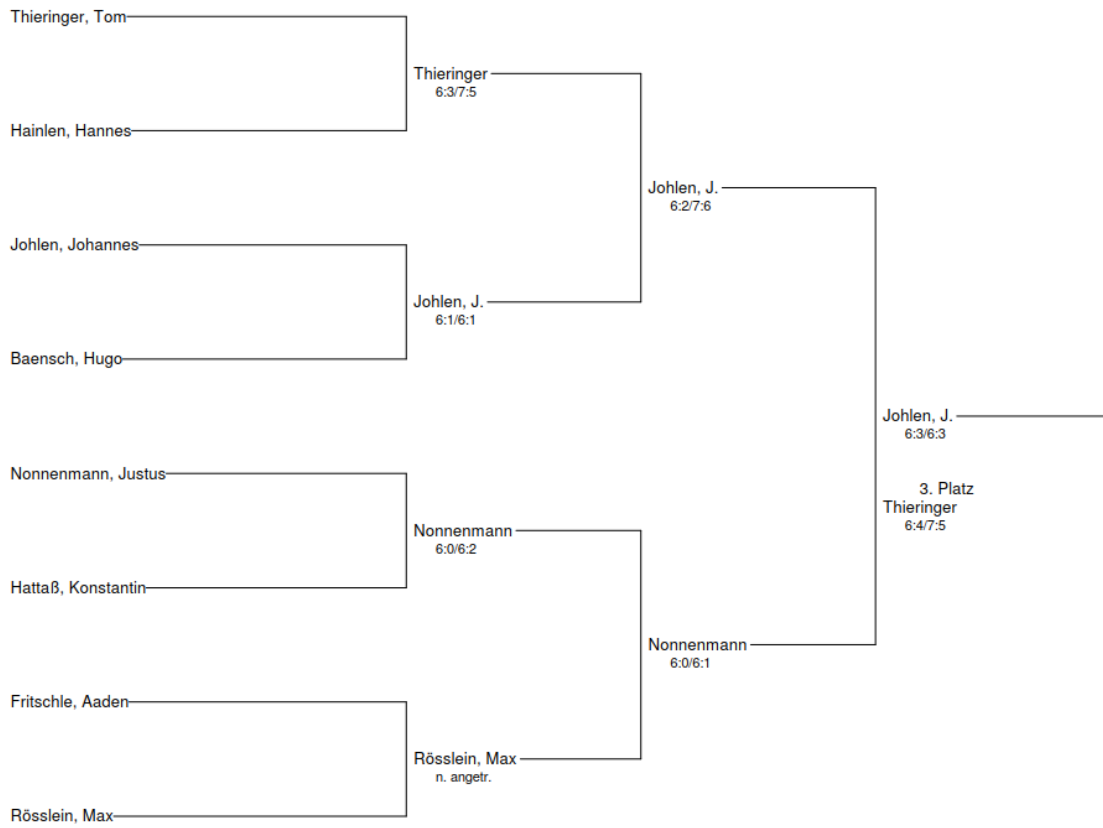 Thieringer, Tom
Thieringer
6:3/7:5
Hainlen, Hannes
Johlen, J.
6:2/7:6
Johlen, Johannes
Johlen, J.
6:1/6:1
Baensch, Hugo
Johlen, J.
6:3/6:3
Nonnenmann, Justus
3. Platz
Thieringer
6:4/7:5
Nonnenmann
6:0/6:2
Hattaß, Konstantin
Nonnenmann
6:0/6:1
Fritschle, Aaden
Rösslein, Max
n. angetr.
Rösslein, Max